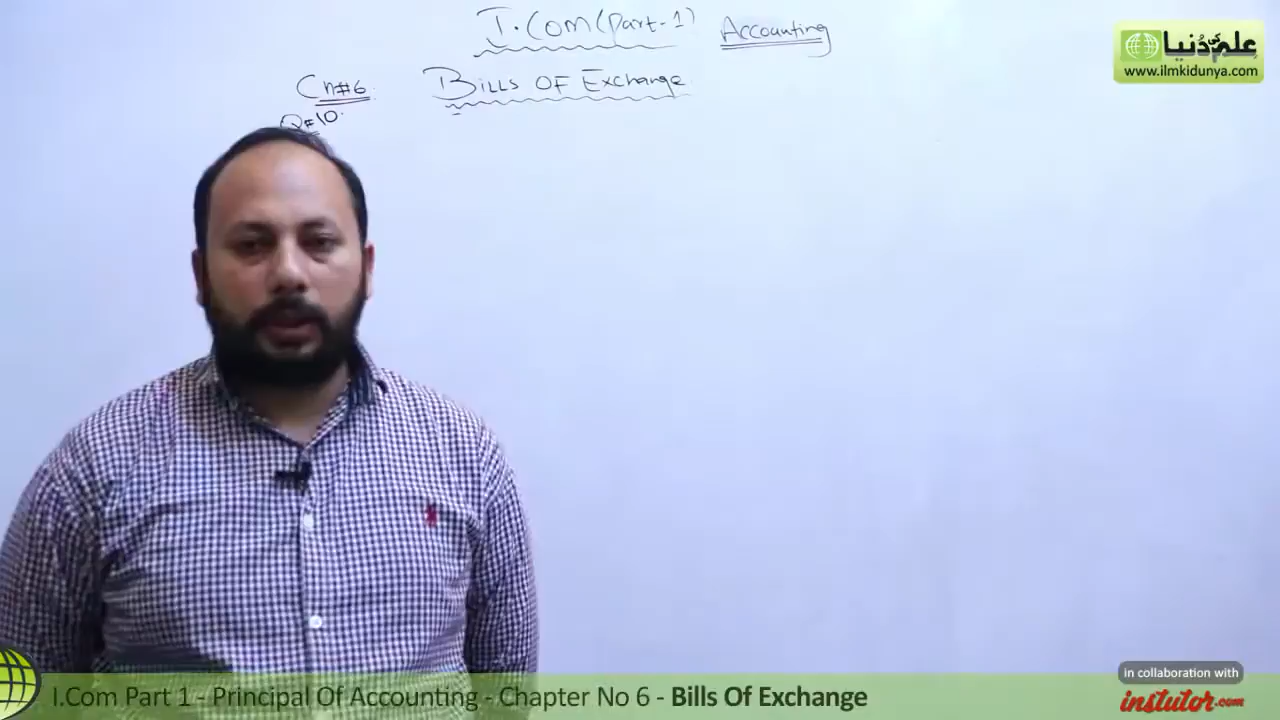 I.Com (Part-1) Accounting
Ch#6 Bills Of Exchange
Q#10.
علم کی دُنیا
www.ilmkidunya.com
in collaboration with
instutor.com
I.Com Part 1 - Principal Of Accounting - Chapter No 6 - Bills Of Exchange